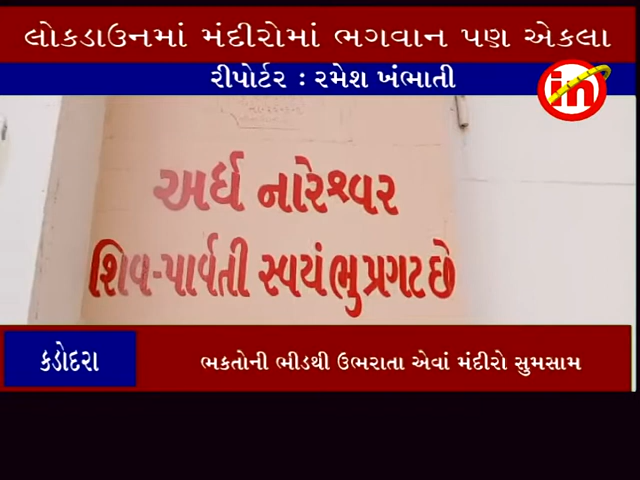 લોકડાઉનમાં મંદીરોમાં ભગવાન પણ એકલા
રીપોર્ટર : રમેશ ખંભાતી
in
અર્ધ નારેશ્વર
શિવ-પાર્વતી સ્વયં ભુ પ્રગટ છે
કડોદરા
ભકતોની ભીડથી ઉભરાતા એવાં મંદીરો સુમસામ